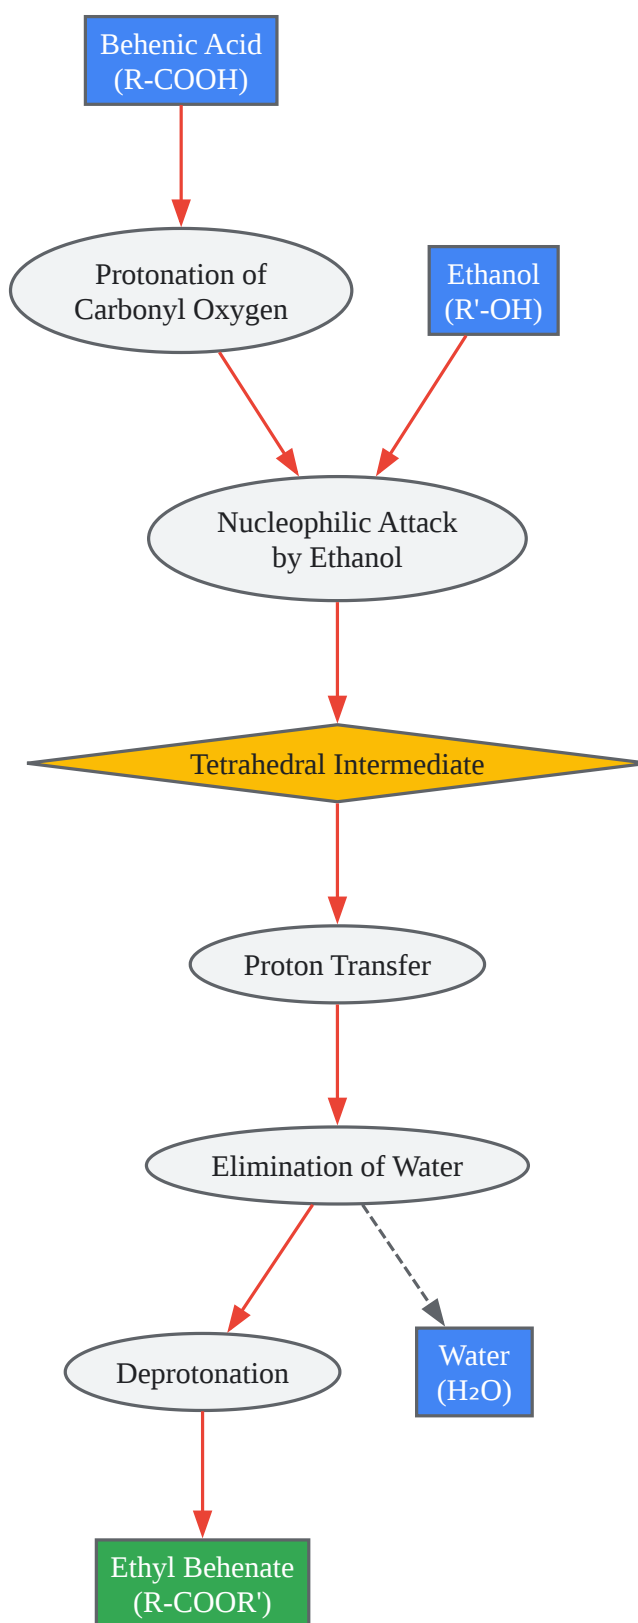 Behenic Acid
(R-COOH)
Protonation of
Carbonyl Oxygen
Ethanol
(R'-OH)
Nucleophilic Attack
by Ethanol
Tetrahedral Intermediate
Proton Transfer
Elimination of Water
Deprotonation
Water
(H₂O)
Ethyl Behenate
(R-COOR')